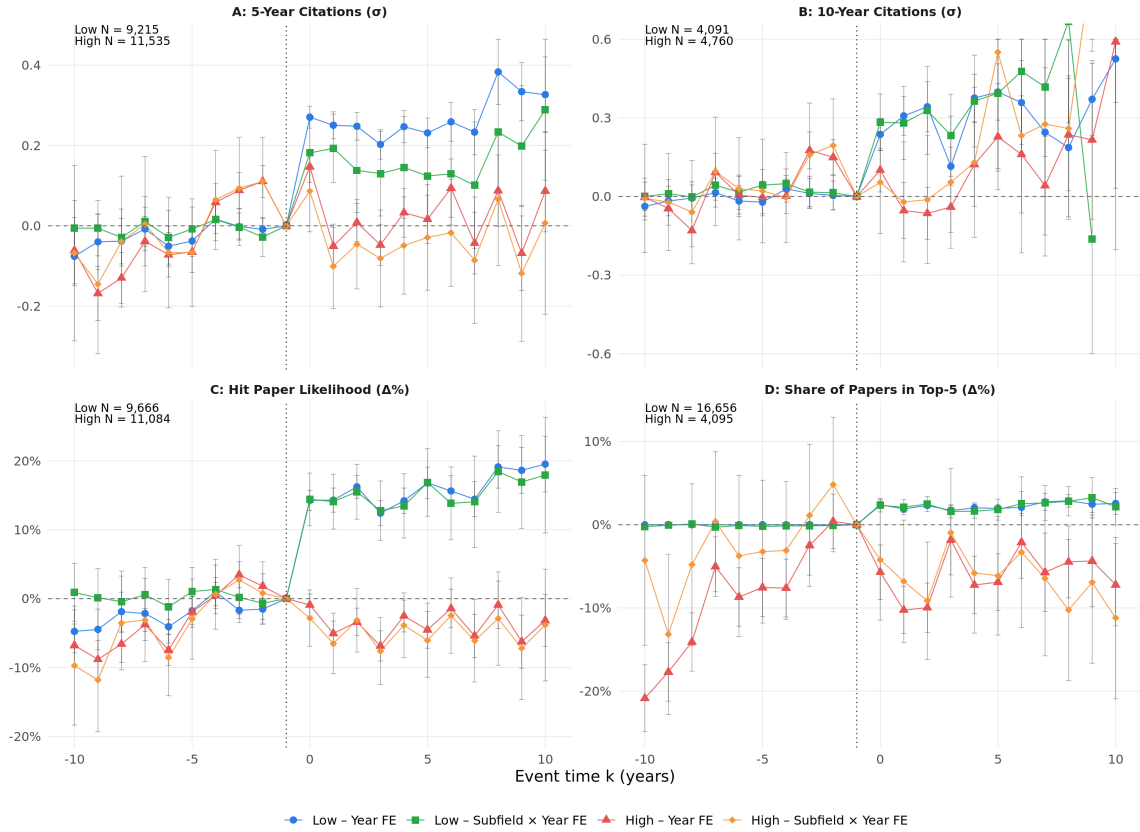 A: 5-Year Citations (σ)
Low N = 9,215
High N = 11,535
0.4
0.2
0.0
-0.2
B: 10-Year Citations (σ)
Low N = 4,091
High N = 4,760
0.6
0.3
0.0
-0.3
-0.6
C: Hit Paper Likelihood (Δ%)
Low N = 9,666
High N = 11,084
20%
10%
0%
-10%
-20%
-10
-5
0
5
10
D: Share of Papers in Top-5 (Δ%)
Low N = 16,656
High N = 4,095
10%
0%
-10%
-20%
-10
-5
0
5
10
Event time k (years)
Low – Year FE
Low – Subfield × Year FE
High – Year FE
High – Subfield × Year FE